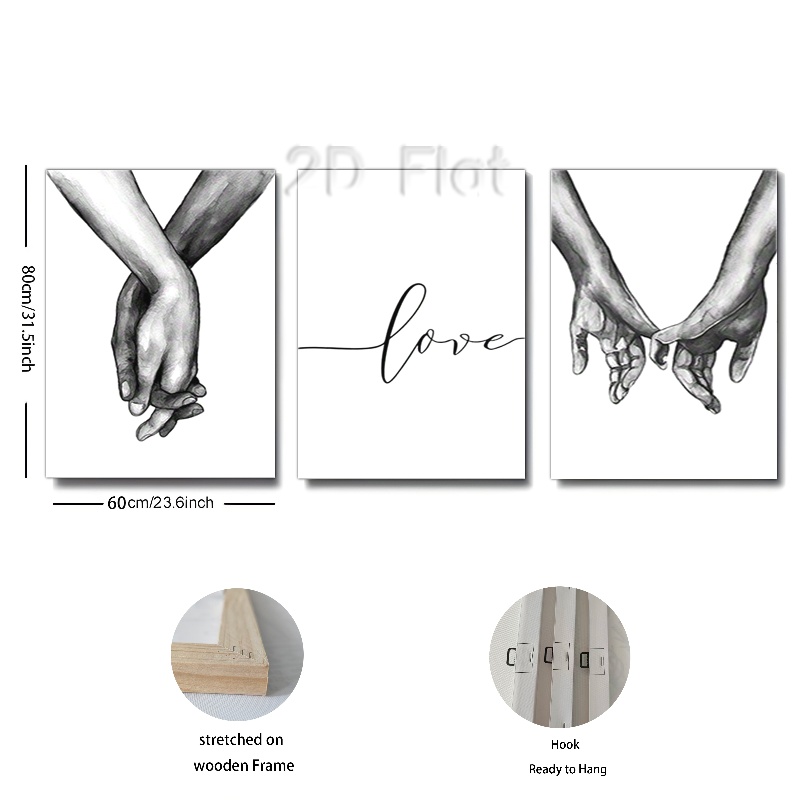 2D Flat
80cm/31.5inch
love
60cm/23.6inch
stretched on
wooden Frame
Hook
Ready to Hang